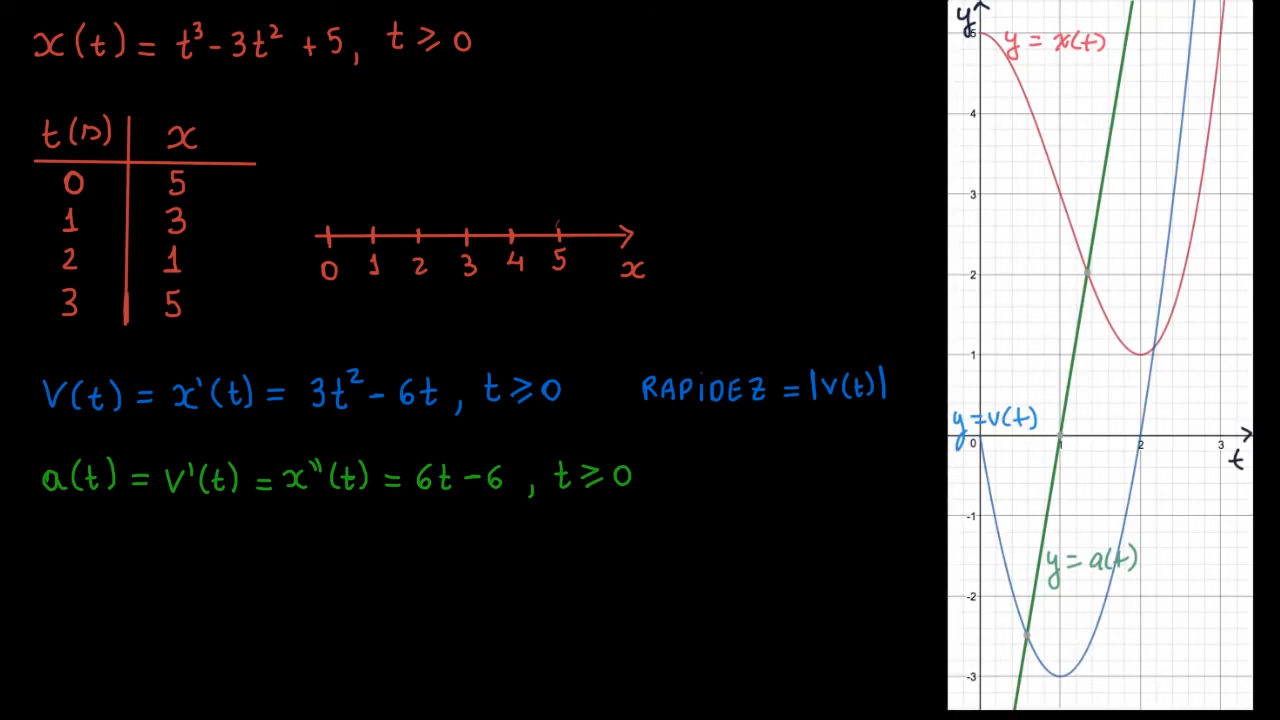 x(t) = t³ - 3t² + 5, t ≥ 0
t(s) x
0 5
1 3
2 1
3 5
0 1 2 3 4 5 x
V(t) = x'(t) = 3t² - 6t, t ≥ 0 RAPIDEZ = |V(t)|
a(t) = V'(t) = x''(t) = 6t - 6, t ≥ 0
y
5 y = x(t)
4
3
2
1
y = v(t)
0 1 2 3
t
-1
y = a(t)
-2
-3